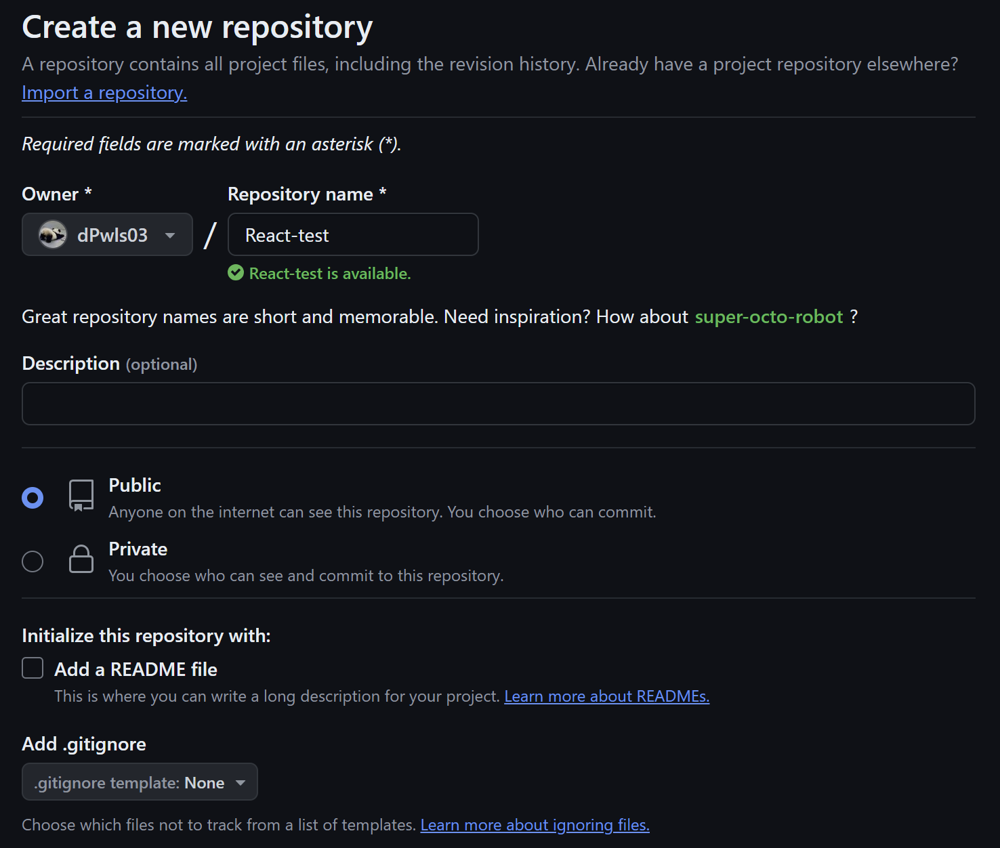 Create a new repository
A repository contains all project files, including the revision history. Already have a project repository elsewhere?
Import a repository.
Required fields are marked with an asterisk (*).
Owner *
Repository name *
dPwls03
/
React-test
React-test is available.
Great repository names are short and memorable. Need inspiration? How about super-octo-robot ?
Description (optional)
Public
Anyone on the internet can see this repository. You choose who can commit.
Private
You choose who can see and commit to this repository.
Initialize this repository with:
Add a README file
This is where you can write a long description for your project. Learn more about READMEs.
Add .gitignore
.gitignore template: None
Choose which files not to track from a list of templates. Learn more about ignoring files.